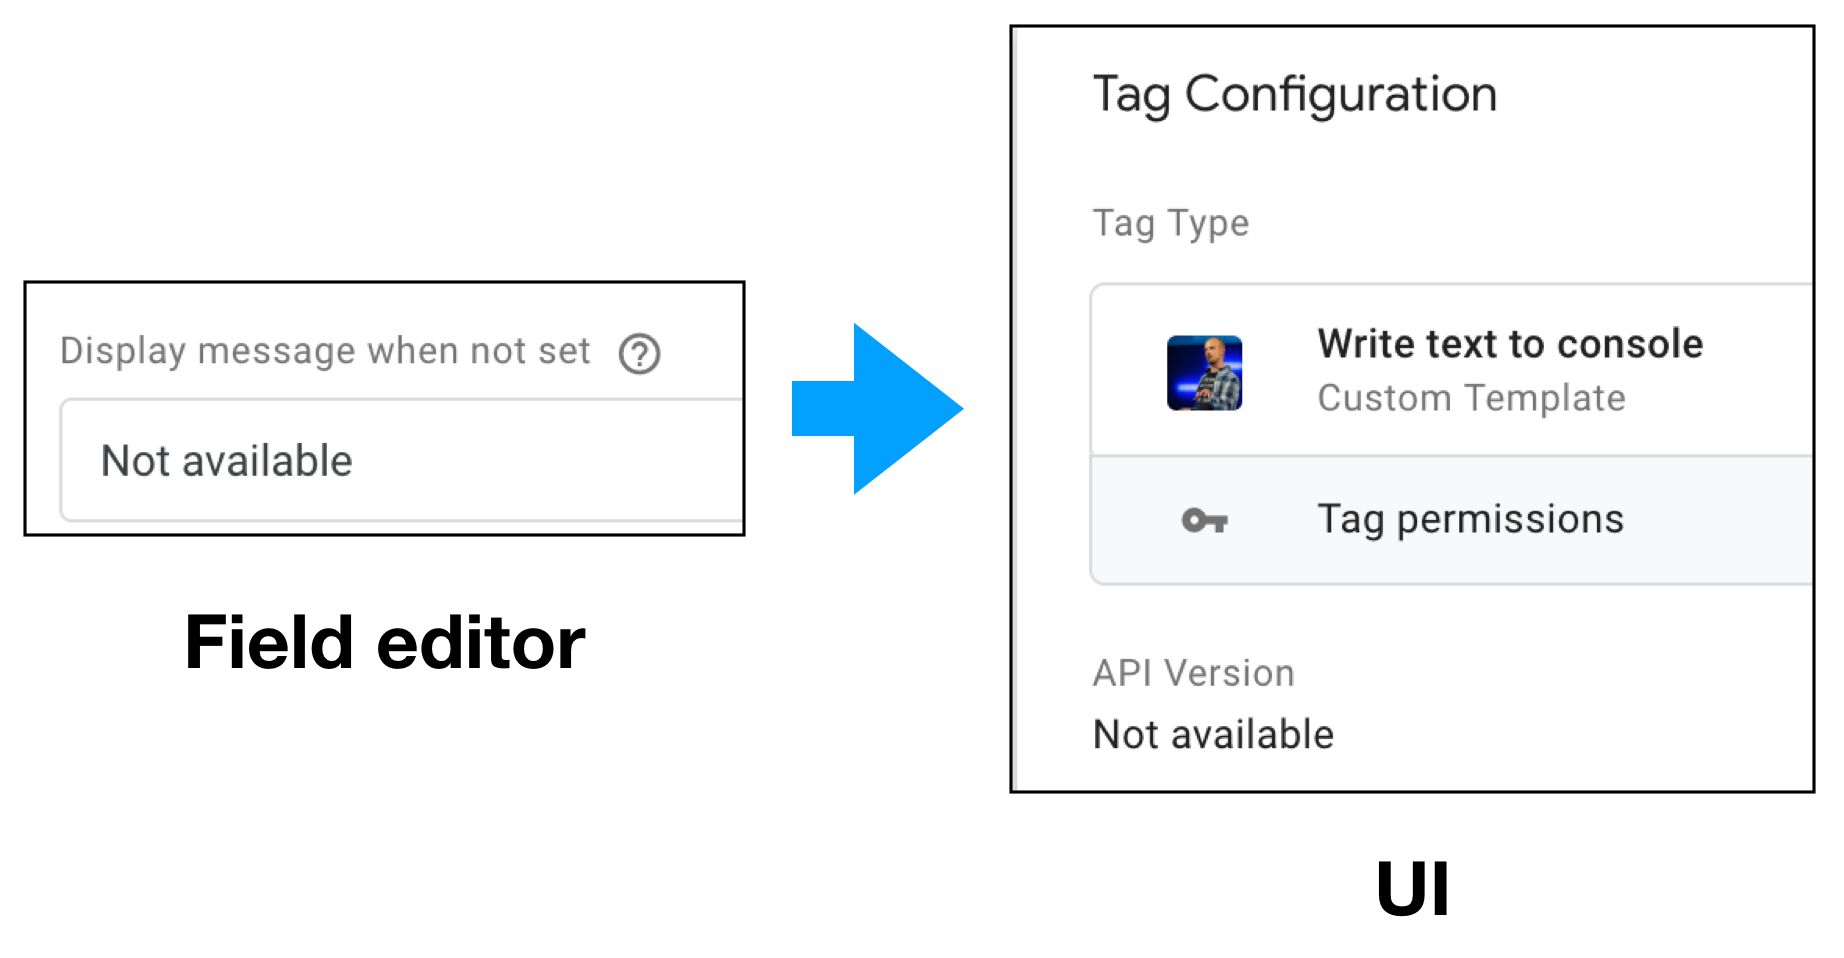 Display message when not set
Not available
Field editor
Tag Configuration
Tag Type
Write text to console
Custom Template
Tag permissions
API Version
Not available
UI